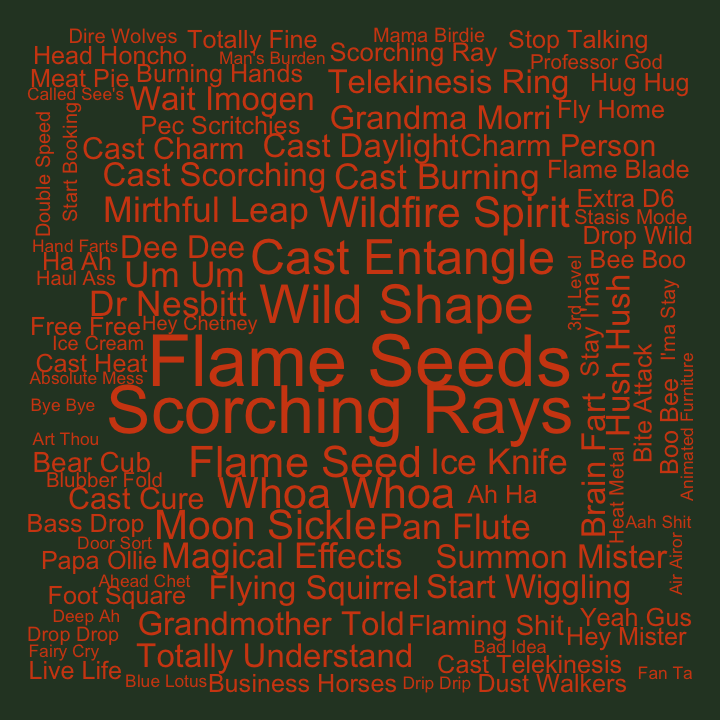 Dire Wolves
Totally Fine
Mama Birdie
Stop Talking
Head Honcho
Man's Burden
Scorching Ray
Professor God
Meat Pie
Burning Hands
Telekinesis Ring
Hug Hug
Called See's
Wait Imogen
Grandma Morri
Fly Home
Double Speed
Start Booking
Pec Scritchies
Cast Charm
Cast Daylight
Charm Person
Cast Scorching
Cast Burning
Flame Blade
Mirthful Leap
Wildfire Spirit
Extra D6
Stasis Mode
Drop Wild
Hand Farts
Dee Dee
Cast Entangle
Bee Boo
Ha Ah
Haul Ass
Um Um
Dr Nesbitt
Wild Shape
3rd Level
Stay I'ma
Hush Hush
I'ma Stay
Free Free
Hey Chetney
Ice Cream
Cast Heat
Flame Seeds
Absolute Mess
Scorching Rays
Brain Fart
Bite Attack
Boo Bee
Animated Furniture
Bye Bye
Art Thou
Bear Cub
Flame Seed
Ice Knife
Heat Metal
Blubber Fold
Cast Cure
Whoa Whoa
Ah Ha
Bass Drop
Moon Sickle
Pan Flute
Aah Shit
Door Sort
Papa Ollie
Magical Effects
Summon Mister
Air Airor
Ahead Chet
Foot Square
Flying Squirrel
Start Wiggling
Deep Ah
Drop Drop
Grandmother Told
Flaming Shit
Yeah Gus
Hey Mister
Fairy Cry
Totally Understand
Bad Idea
Live Life
Cast Telekinesis
Fan Ta
Blue Lotus
Business Horses
Drip Drip
Dust Walkers